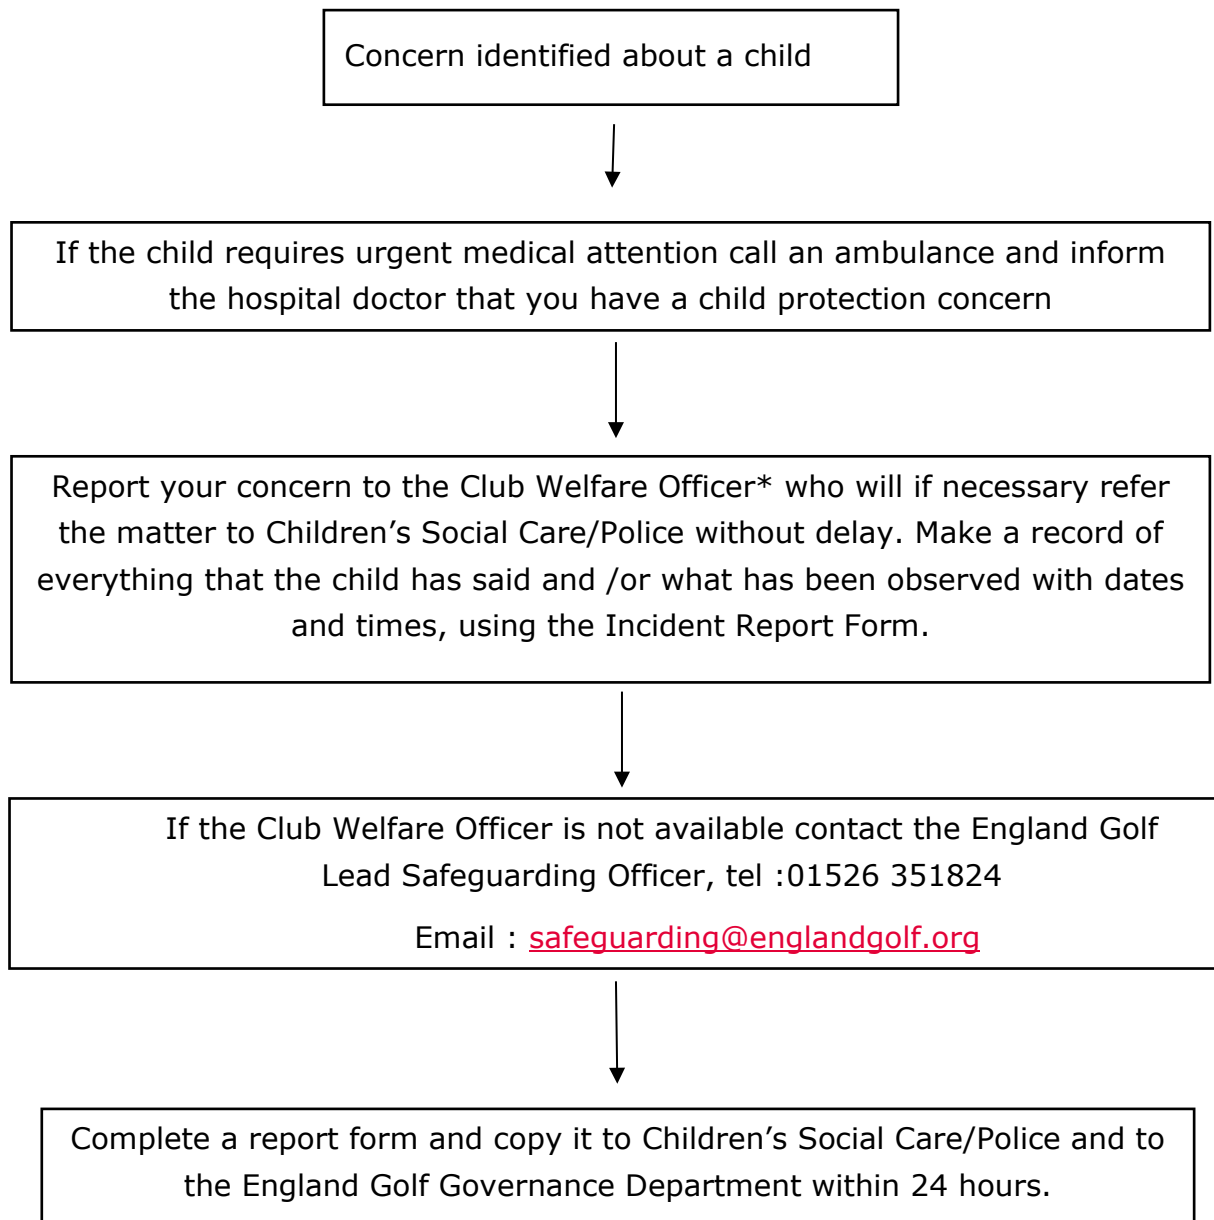 Concern identified about a child
If the child requires urgent medical attention call an ambulance and inform
the hospital doctor that you have a child protection concern
Report your concern to the Club Welfare Officer* who will if necessary refer
the matter to Children’s Social Care/Police without delay. Make a record of
everything that the child has said and /or what has been observed with dates
and times, using the Incident Report Form.
If the Club Welfare Officer is not available contact the England Golf
Lead Safeguarding Officer, tel :01526 351824
Email : safeguarding@englandgolf.org
Complete a report form and copy it to Children’s Social Care/Police and to
the England Golf Governance Department within 24 hours.